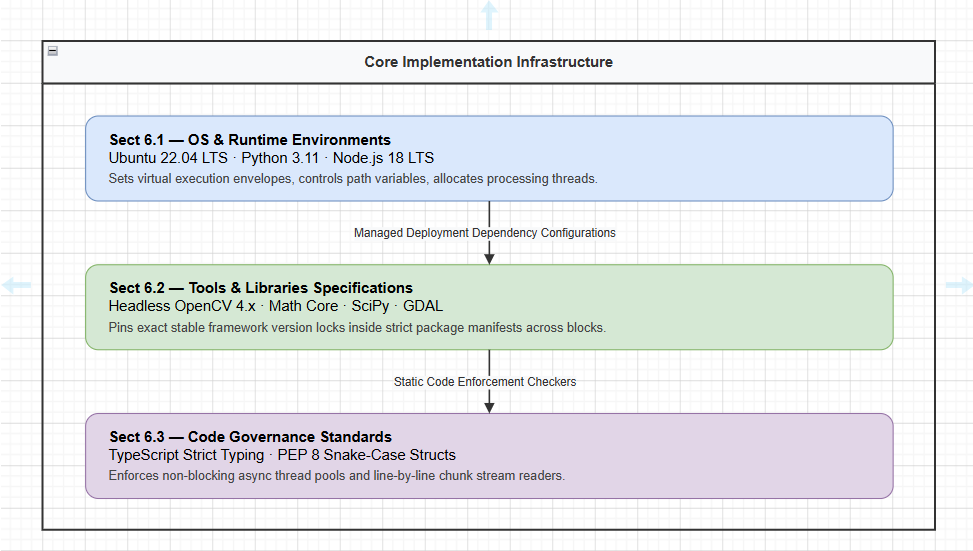 Core Implementation Infrastructure
Sect 6.1 — OS & Runtime Environments
Ubuntu 22.04 LTS · Python 3.11 · Node.js 18 LTS
Sets virtual execution envelopes, controls path variables, allocates processing threads.
Managed Deployment Dependency Configurations
Sect 6.2 — Tools & Libraries Specifications
Headless OpenCV 4.x · Math Core · SciPy · GDAL
Pins exact stable framework version locks inside strict package manifests across blocks.
Static Code Enforcement Checkers
Sect 6.3 — Code Governance Standards
TypeScript Strict Typing · PEP 8 Snake-Case Structs
Enforces non-blocking async thread pools and line-by-line chunk stream readers.